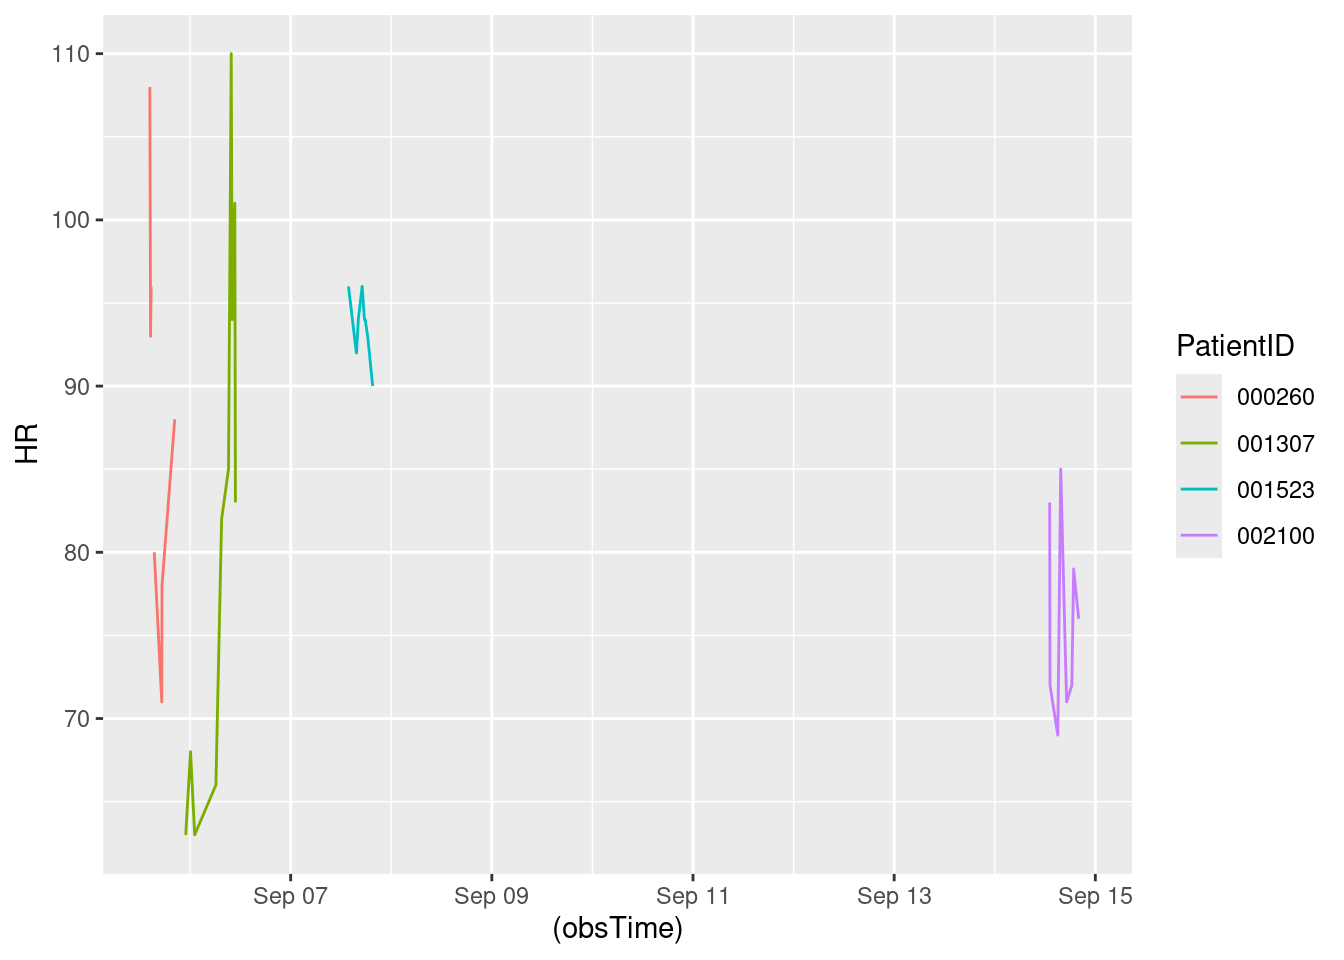 110
100
90
80
70
HR
Sep 07
Sep 09
Sep 11
Sep 13
Sep 15
(obsTime)
PatientID
000260
001307
001523
002100